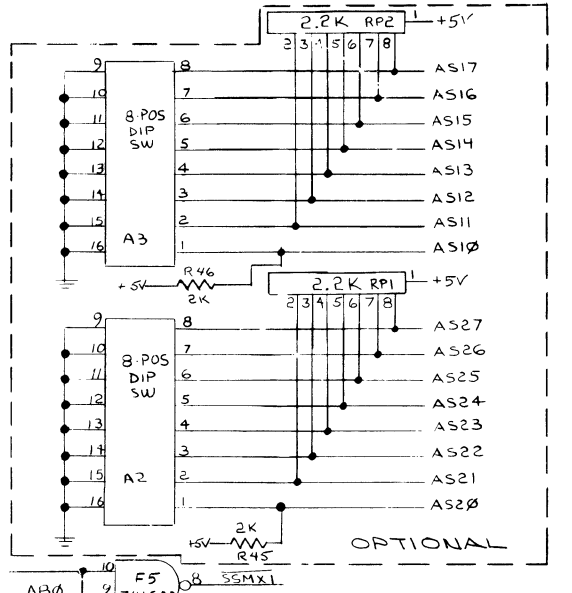 2.2K RP2 1 +5V
2 3 4 5 6 7 8
9 8 AS17
10 7 AS16
11 8-POS 6 AS15
12 DIP 5 AS14
13 SW 4 AS13
14 3 AS12
15 2 AS11
16 A3 1 AS1Ø
R46
+5V
2K
2.2K RP1 1 +5V
2 3 4 5 6 7 8
9 8 AS27
10 8-POS 7 AS26
11 DIP 6 AS25
12 SW 5 AS24
13 4 AS23
14 3 AS22
15 A2 2 AS21
16 1 AS2Ø
2K
+5V
R45
OPTIONAL
10 F5 8 SSMX1
ABØ 9